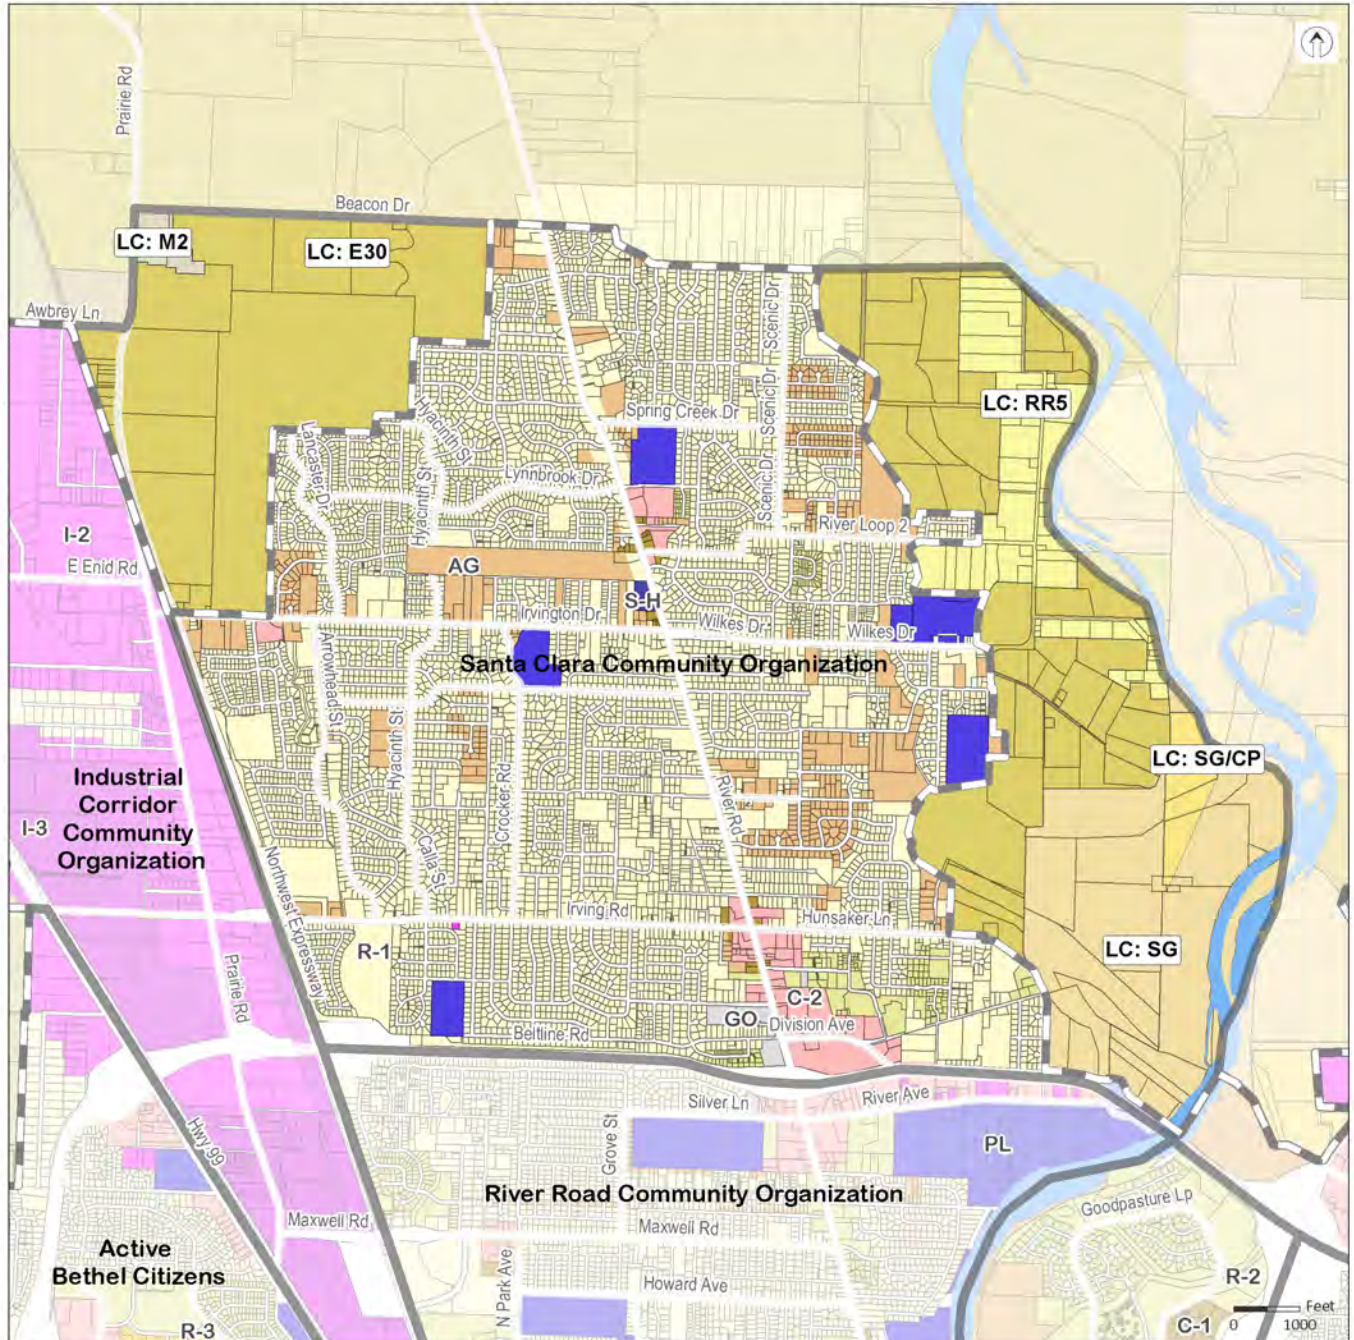 Prairie Rd
Beacon Dr
LC: M2
LC: E30
Awbrey Ln
Scenic Dr
Scenic Dr
Scenic Dr
LC: RR5
Spring Creek Dr
Hyacinth St
Hyacinth St
Lancaster Dr
Lynnbrook Dr
River Loop 2
I-2
E Enid Rd
AG
S-H
Irvington Dr
Wilkes Dr
Wilkes Dr
Santa Clara Community Organization
Arrowhead St
Hyacinth St
Crocker Rd
River Rd
LC: SG/CP
Industrial
Corridor
Community
Organization
I-3
Calla St
Northwest Expressway
Irving Rd
Hunsaker Ln
R-1
LC: SG
Prairie Rd
C-2
GO
Division Ave
Beltline Rd
Silver Ln
River Ave
Grove St
PL
Hwy 99
River Road Community Organization
Goodpasture Lp
Maxwell Rd
Maxwell Rd
Active
Bethel Citizens
Howard Ave
N Park Ave
R-2
R-3
C-1
Feet
0 1000